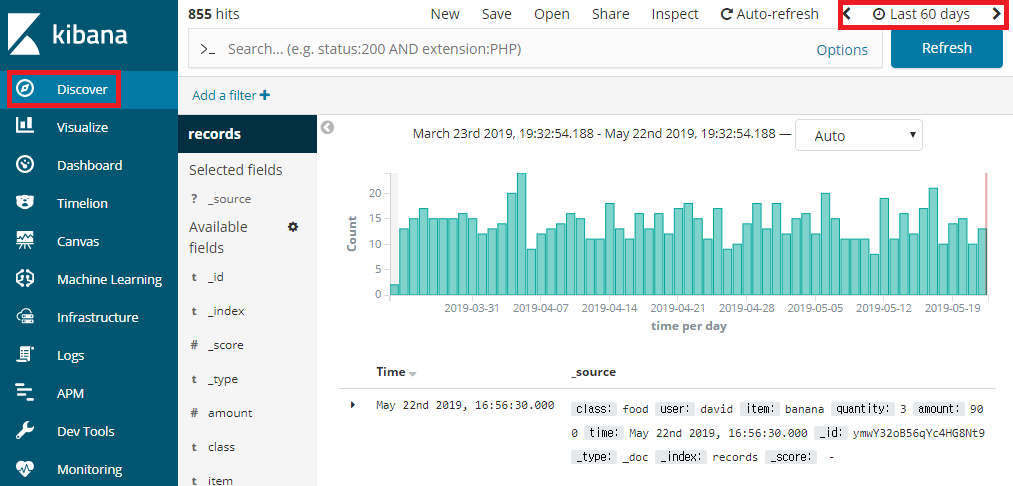 kibana
Discover
Visualize
Dashboard
Timelion
Canvas
Machine Learning
Infrastructure
Logs
APM
Dev Tools
Monitoring
855 hits
New Save Open Share Inspect Auto-refresh Last 60 days
>_ Search... (e.g. status:200 AND extension:PHP) Options Refresh
Add a filter +
records
Selected fields
? _source
Available
fields
t _id
t _index
# _score
t _type
# amount
t class
t item
March 23rd 2019, 19:32:54.188 - May 22nd 2019, 19:32:54.188 — Auto
Count
20
15
10
5
0
2019-03-31 2019-04-07 2019-04-14 2019-04-21 2019-04-28 2019-05-05 2019-05-12 2019-05-19
time per day
Time _source
May 22nd 2019, 16:56:30.000 class: food user: david item: banana quantity: 3 amount: 90
0 time: May 22nd 2019, 16:56:30.000 _id: ymwY32oB56qYc4HG8Nt9
_type: _doc _index: records _score: -